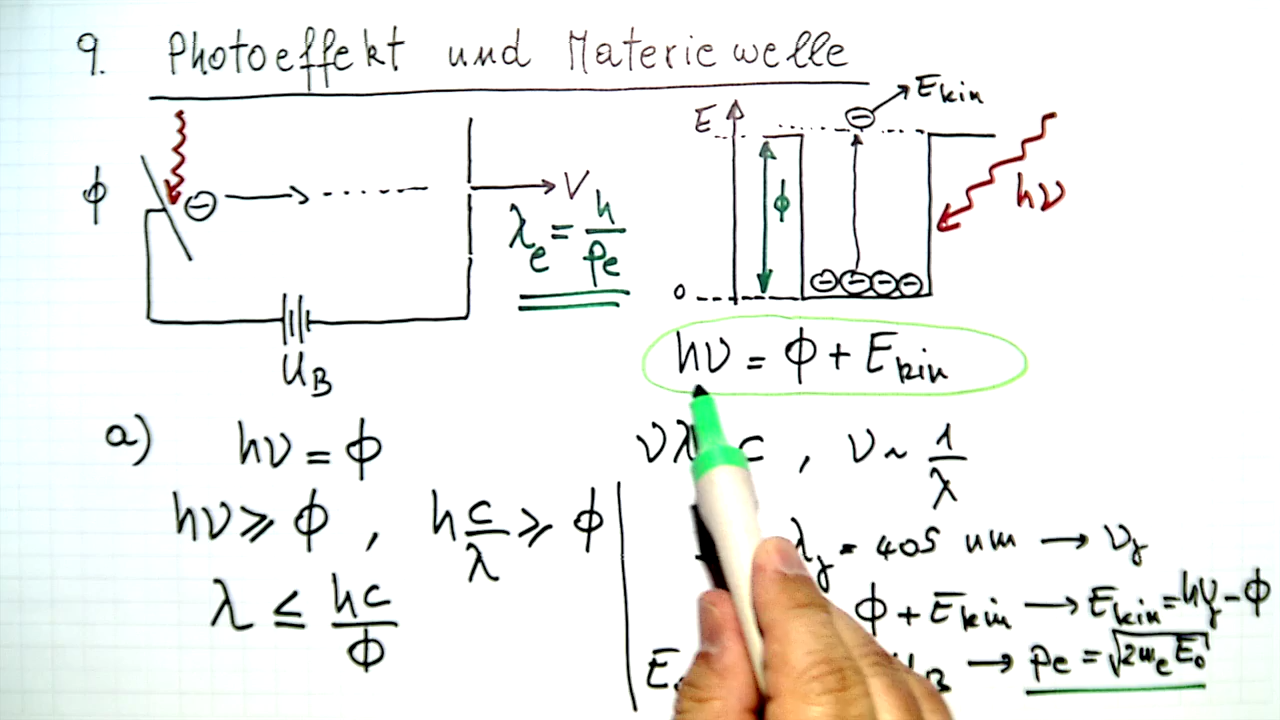 9. Photoeffekt und Materiewelle
ϕ
V
λe = h/pe
UB
E
0
ϕ
Ekin
hν
hν = ϕ + Ekin
a) hν = ϕ
hν ≥ ϕ , h c/λ ≥ ϕ
λ ≤ hc/ϕ
νλ c , ν ~ 1/λ
λγ = 405 nm → νγ
ϕ + Ekin → Ekin = hνγ - ϕ
B → pe = √2meE0